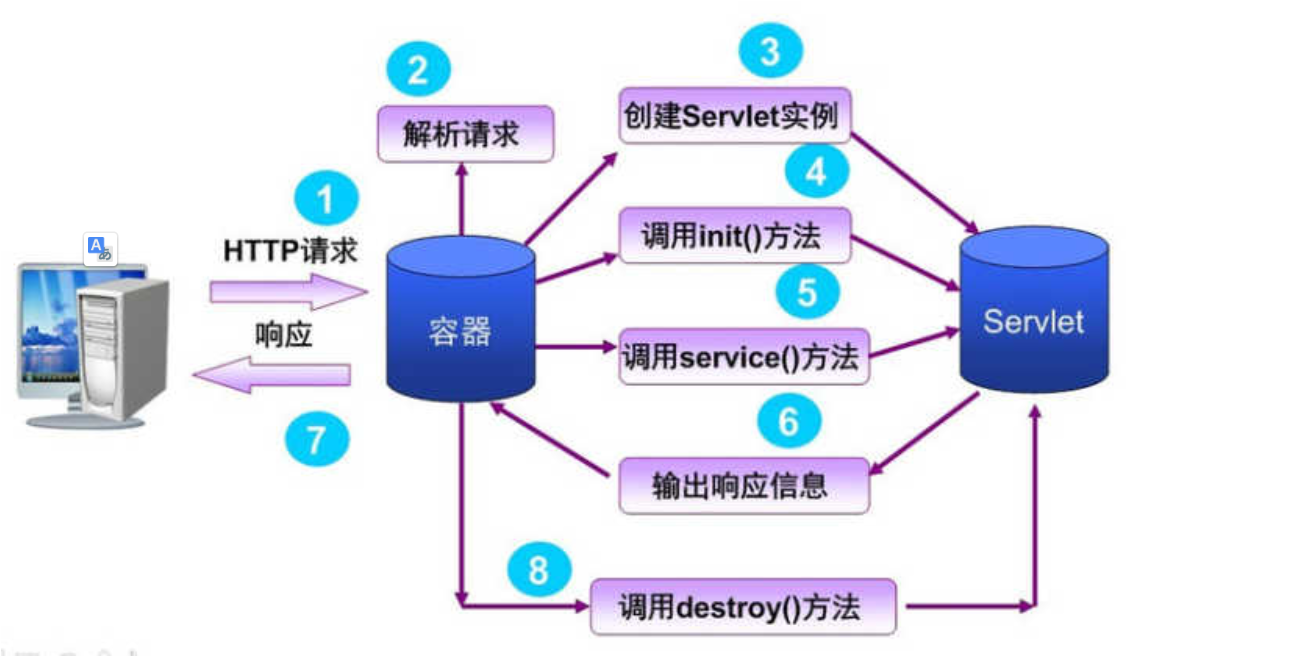 1
HTTP请求
2
解析请求
3
创建Servlet实例
4
调用init()方法
5
调用service()方法
容器
Servlet
6
输出响应信息
响应
7
8
调用destroy()方法